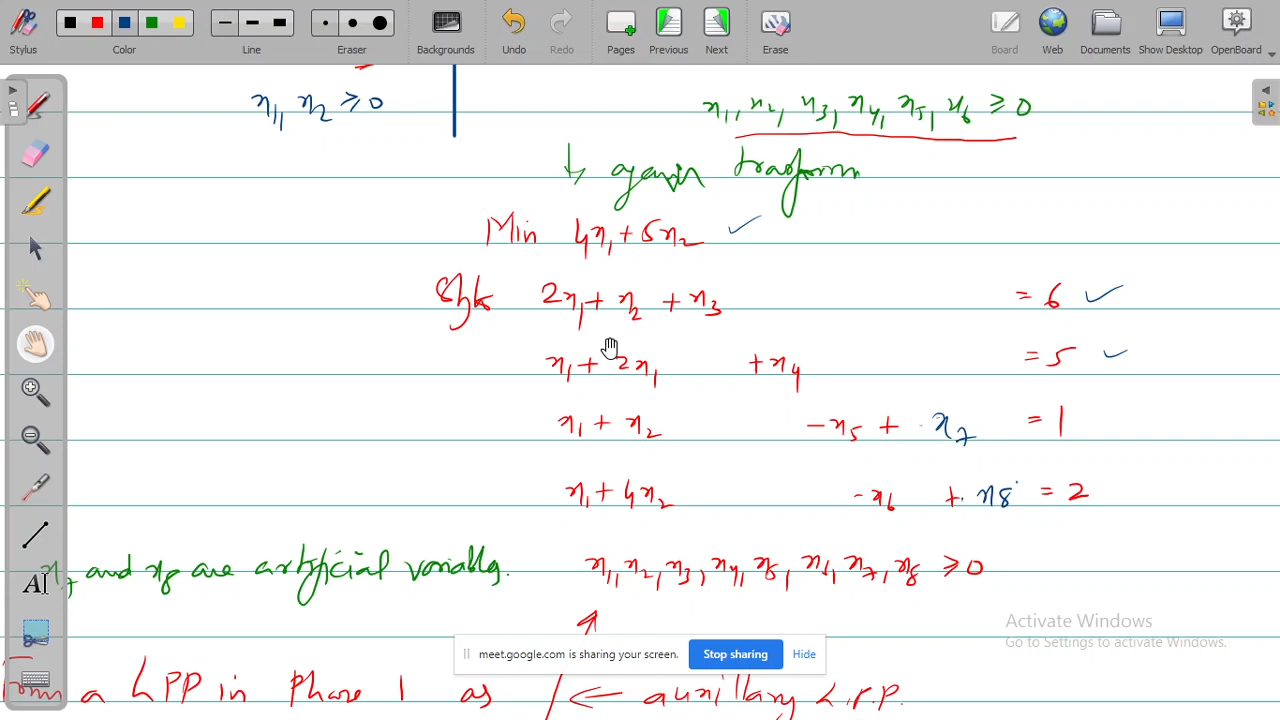 Stylus Color Line Eraser Backgrounds Undo Redo Pages Previous Next Erase Board Web Documents Show Desktop OpenBoard
x1, x2 ≥ 0
x1, x2, x3, x4, x5, x6 ≥ 0
↓ again trasform
Min 4x1 + 5x2 ✓
2x1 + x2 + x3 = 6 ✓
x1 + 2x1 + x4 = 5 ✓
x1 + x2 - x5 + x7 = 1
x1 + 4x2 - x6 + x8 = 2
x7 and x8 are artificial variables.
x1, x2, x3, x4, x5, x7, x8 ≥ 0
Activate Windows
Go to Settings to activate Windows.
meet.google.com is sharing your screen. Stop sharing Hide
Form a LPP in Phase 1 as ← auxillary L.P.P.